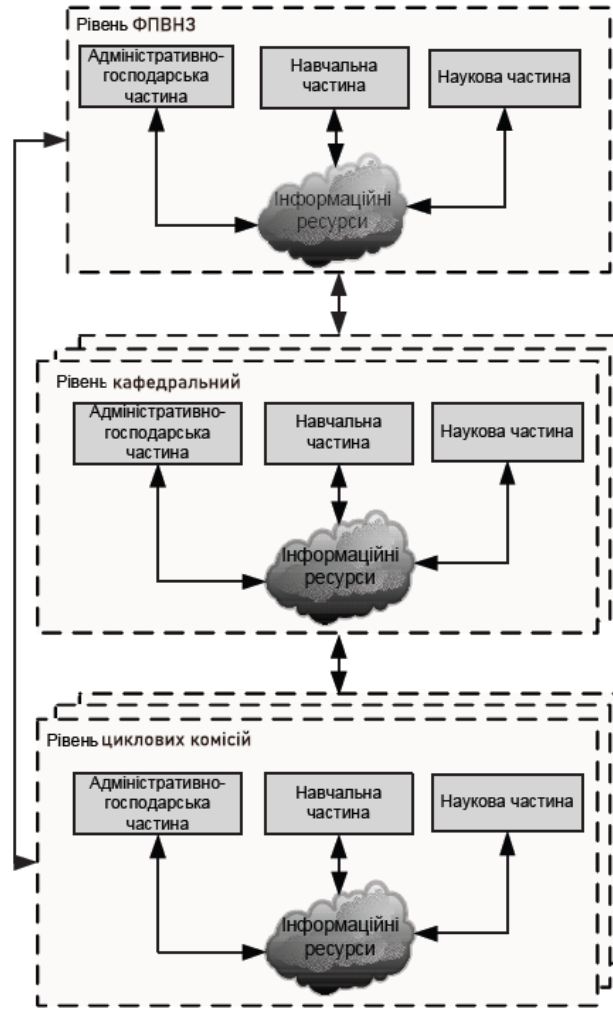 Рівень ФПВНЗ
Адміністративно-
господарська
частина
Навчальна
частина
Наукова частина
Інформаційні
ресурси
Рівень кафедральний
Адміністративно-
господарська
частина
Навчальна
частина
Наукова частина
Інформаційні
ресурси
Рівень циклових комісій
Адміністративно-
господарська
частина
Навчальна
частина
Наукова частина
Інформаційні
ресурси